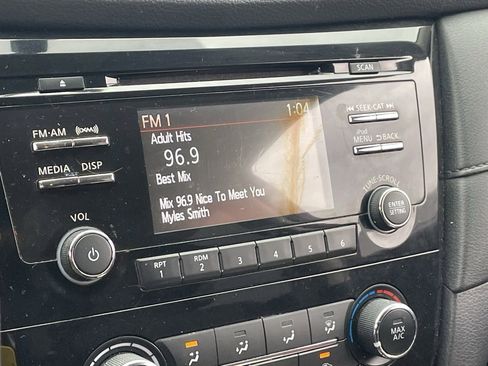 SCAN
FM 1 1:04
Adult Hits
96.9
Best Mix
Mix 96.9 Nice To Meet You
Myles Smith
FM·AM ((XM))
MEDIA DISP
VOL
SEEK·CAT
iPod
MENU BACK
TUNE·SCROLL
ENTER
SETTING
RPT
1
RDM
2
3
4
5
6
MAX
A/C